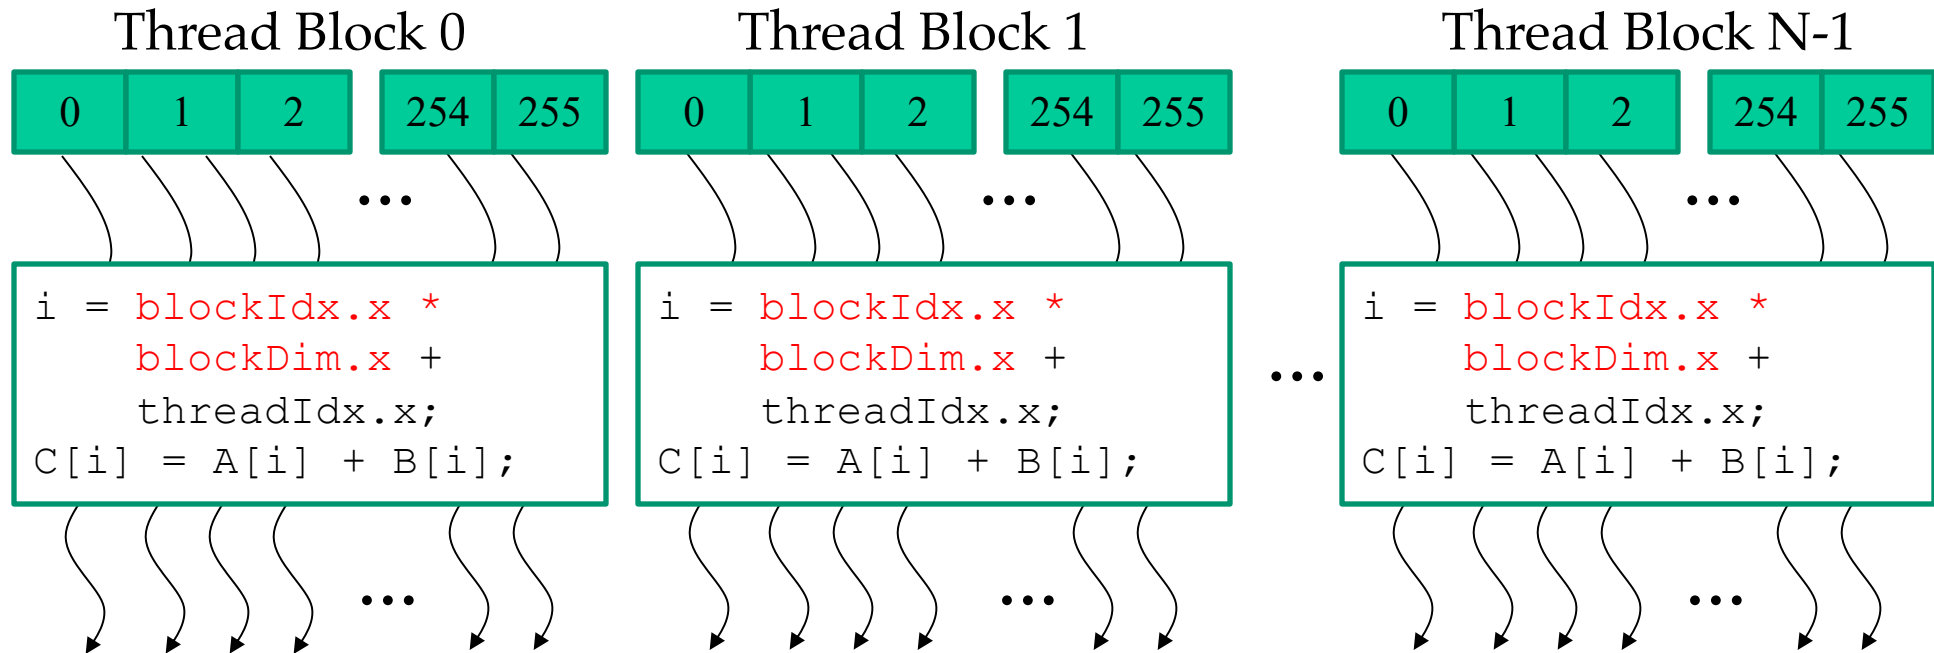 Thread Block 0
0 1 2 254 255
...
i = blockIdx.x *
blockDim.x +
threadIdx.x;
C[i] = A[i] + B[i];
...
Thread Block 1
0 1 2 254 255
...
i = blockIdx.x *
blockDim.x +
threadIdx.x;
C[i] = A[i] + B[i];
...
...
Thread Block N-1
0 1 2 254 255
...
i = blockIdx.x *
blockDim.x +
threadIdx.x;
C[i] = A[i] + B[i];
...